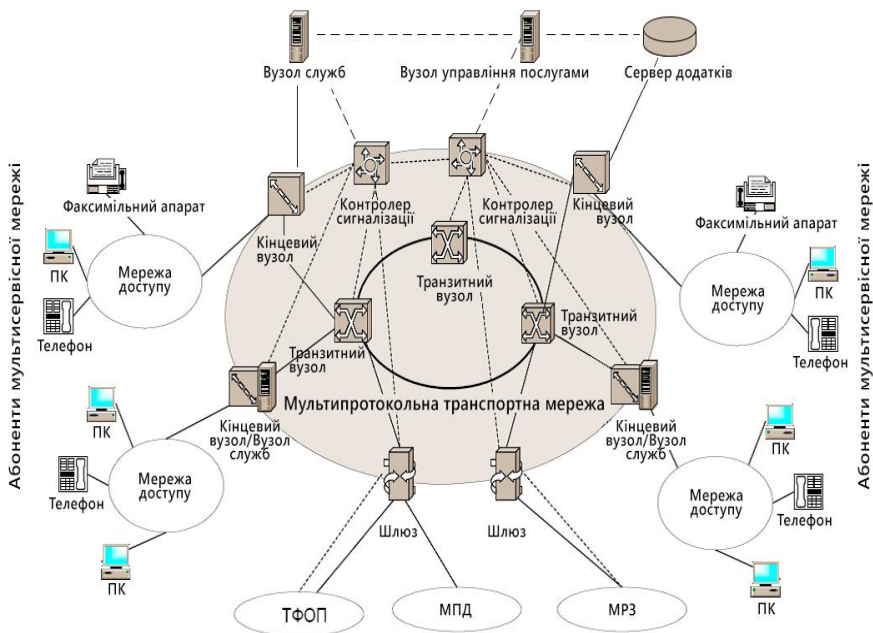 Вузол служб
Вузол управління послугами
Сервер додатків
Абоненти мультисервісної мережі
Абоненти мультисервісної мережі
Факсимільний апарат
ПК
Мережа
доступу
Телефон
Кінцевий
вузол
Контролер
сигналізації
Контролер
сигналізації
Кінцевий
вузол
Факсимільний апарат
ПК
Мережа
доступу
Телефон
Транзитний
вузол
Транзитний
вузол
Транзитний
вузол
Мультипротокольна транспортна мережа
ПК
Мережа
доступу
Телефон
ПК
Кінцевий
вузол/Вузол
служб
Кінцевий
вузол/Вузол
служб
ПК
Мережа
доступу
Телефон
ПК
Шлюз
Шлюз
ТФОП
МПД
МРЗ